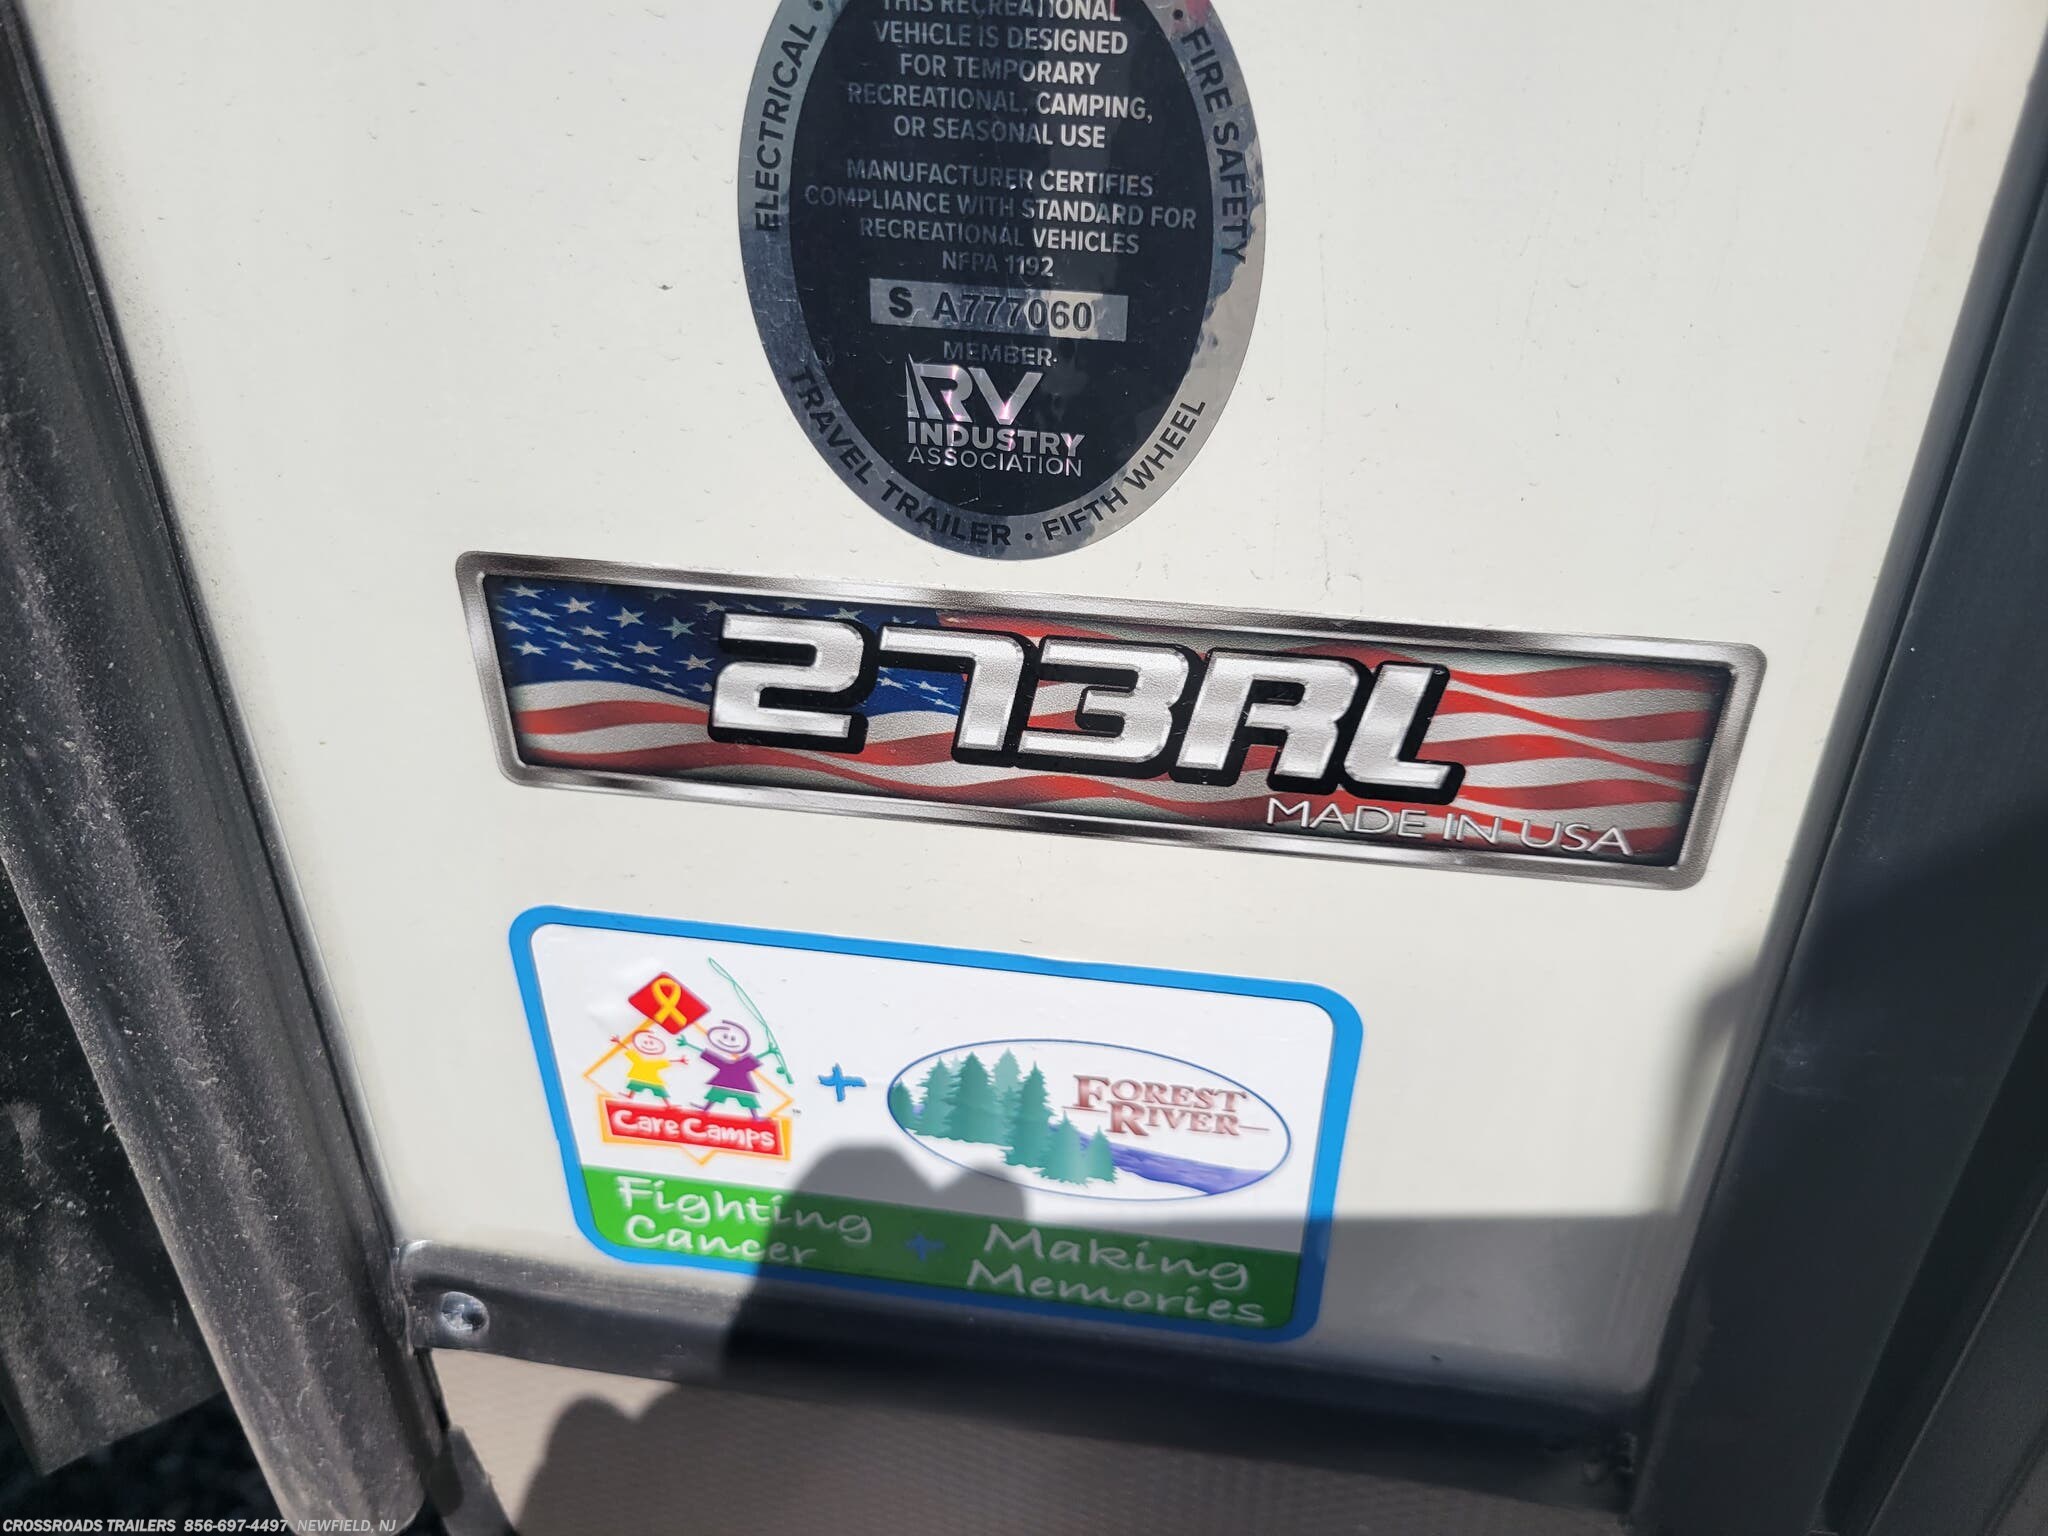 ELECTRICAL •
• FIRE SAFETY
THIS RECREATIONAL
VEHICLE IS DESIGNED
FOR TEMPORARY
RECREATIONAL, CAMPING,
OR SEASONAL USE
MANUFACTURER CERTIFIES
COMPLIANCE WITH STANDARD FOR
RECREATIONAL VEHICLES
NFPA 1192
S A777060
MEMBER
RV
INDUSTRY
ASSOCIATION
TRAVEL TRAILER • FIFTH WHEEL
273RL
MADE IN USA
CareCamps™
+
FOREST
RIVER
Fighting
Cancer
+
Making
Memories
CROSSROADS TRAILERS 856-697-4497 NEWFIELD, NJ